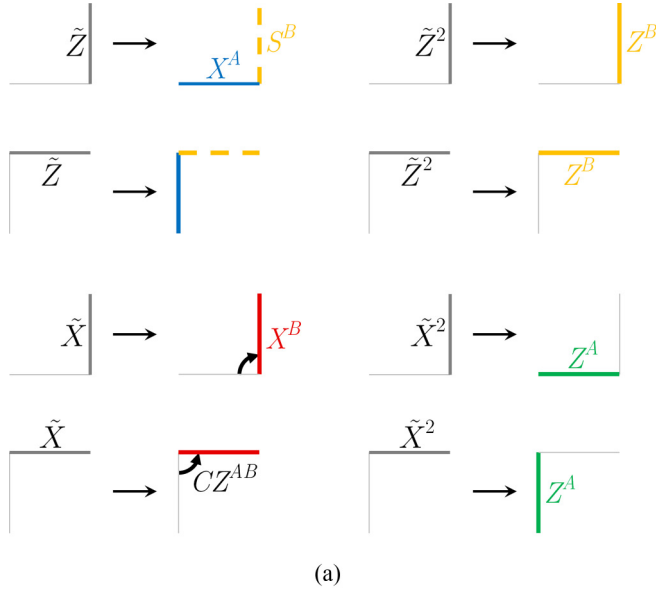 Z̃ S^B X^A Z̃² Z^B
Z̃ Z̃² Z^B
X̃ X^B X̃² Z^A
X̃ CZ^{AB} X̃² Z^A
(a)